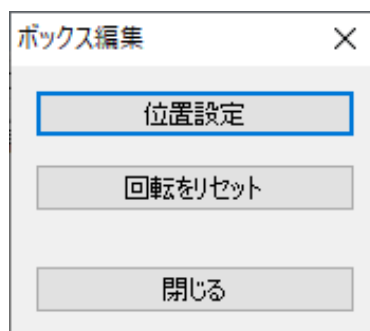 ボックス編集
位置設定
回転をリセット
閉じる